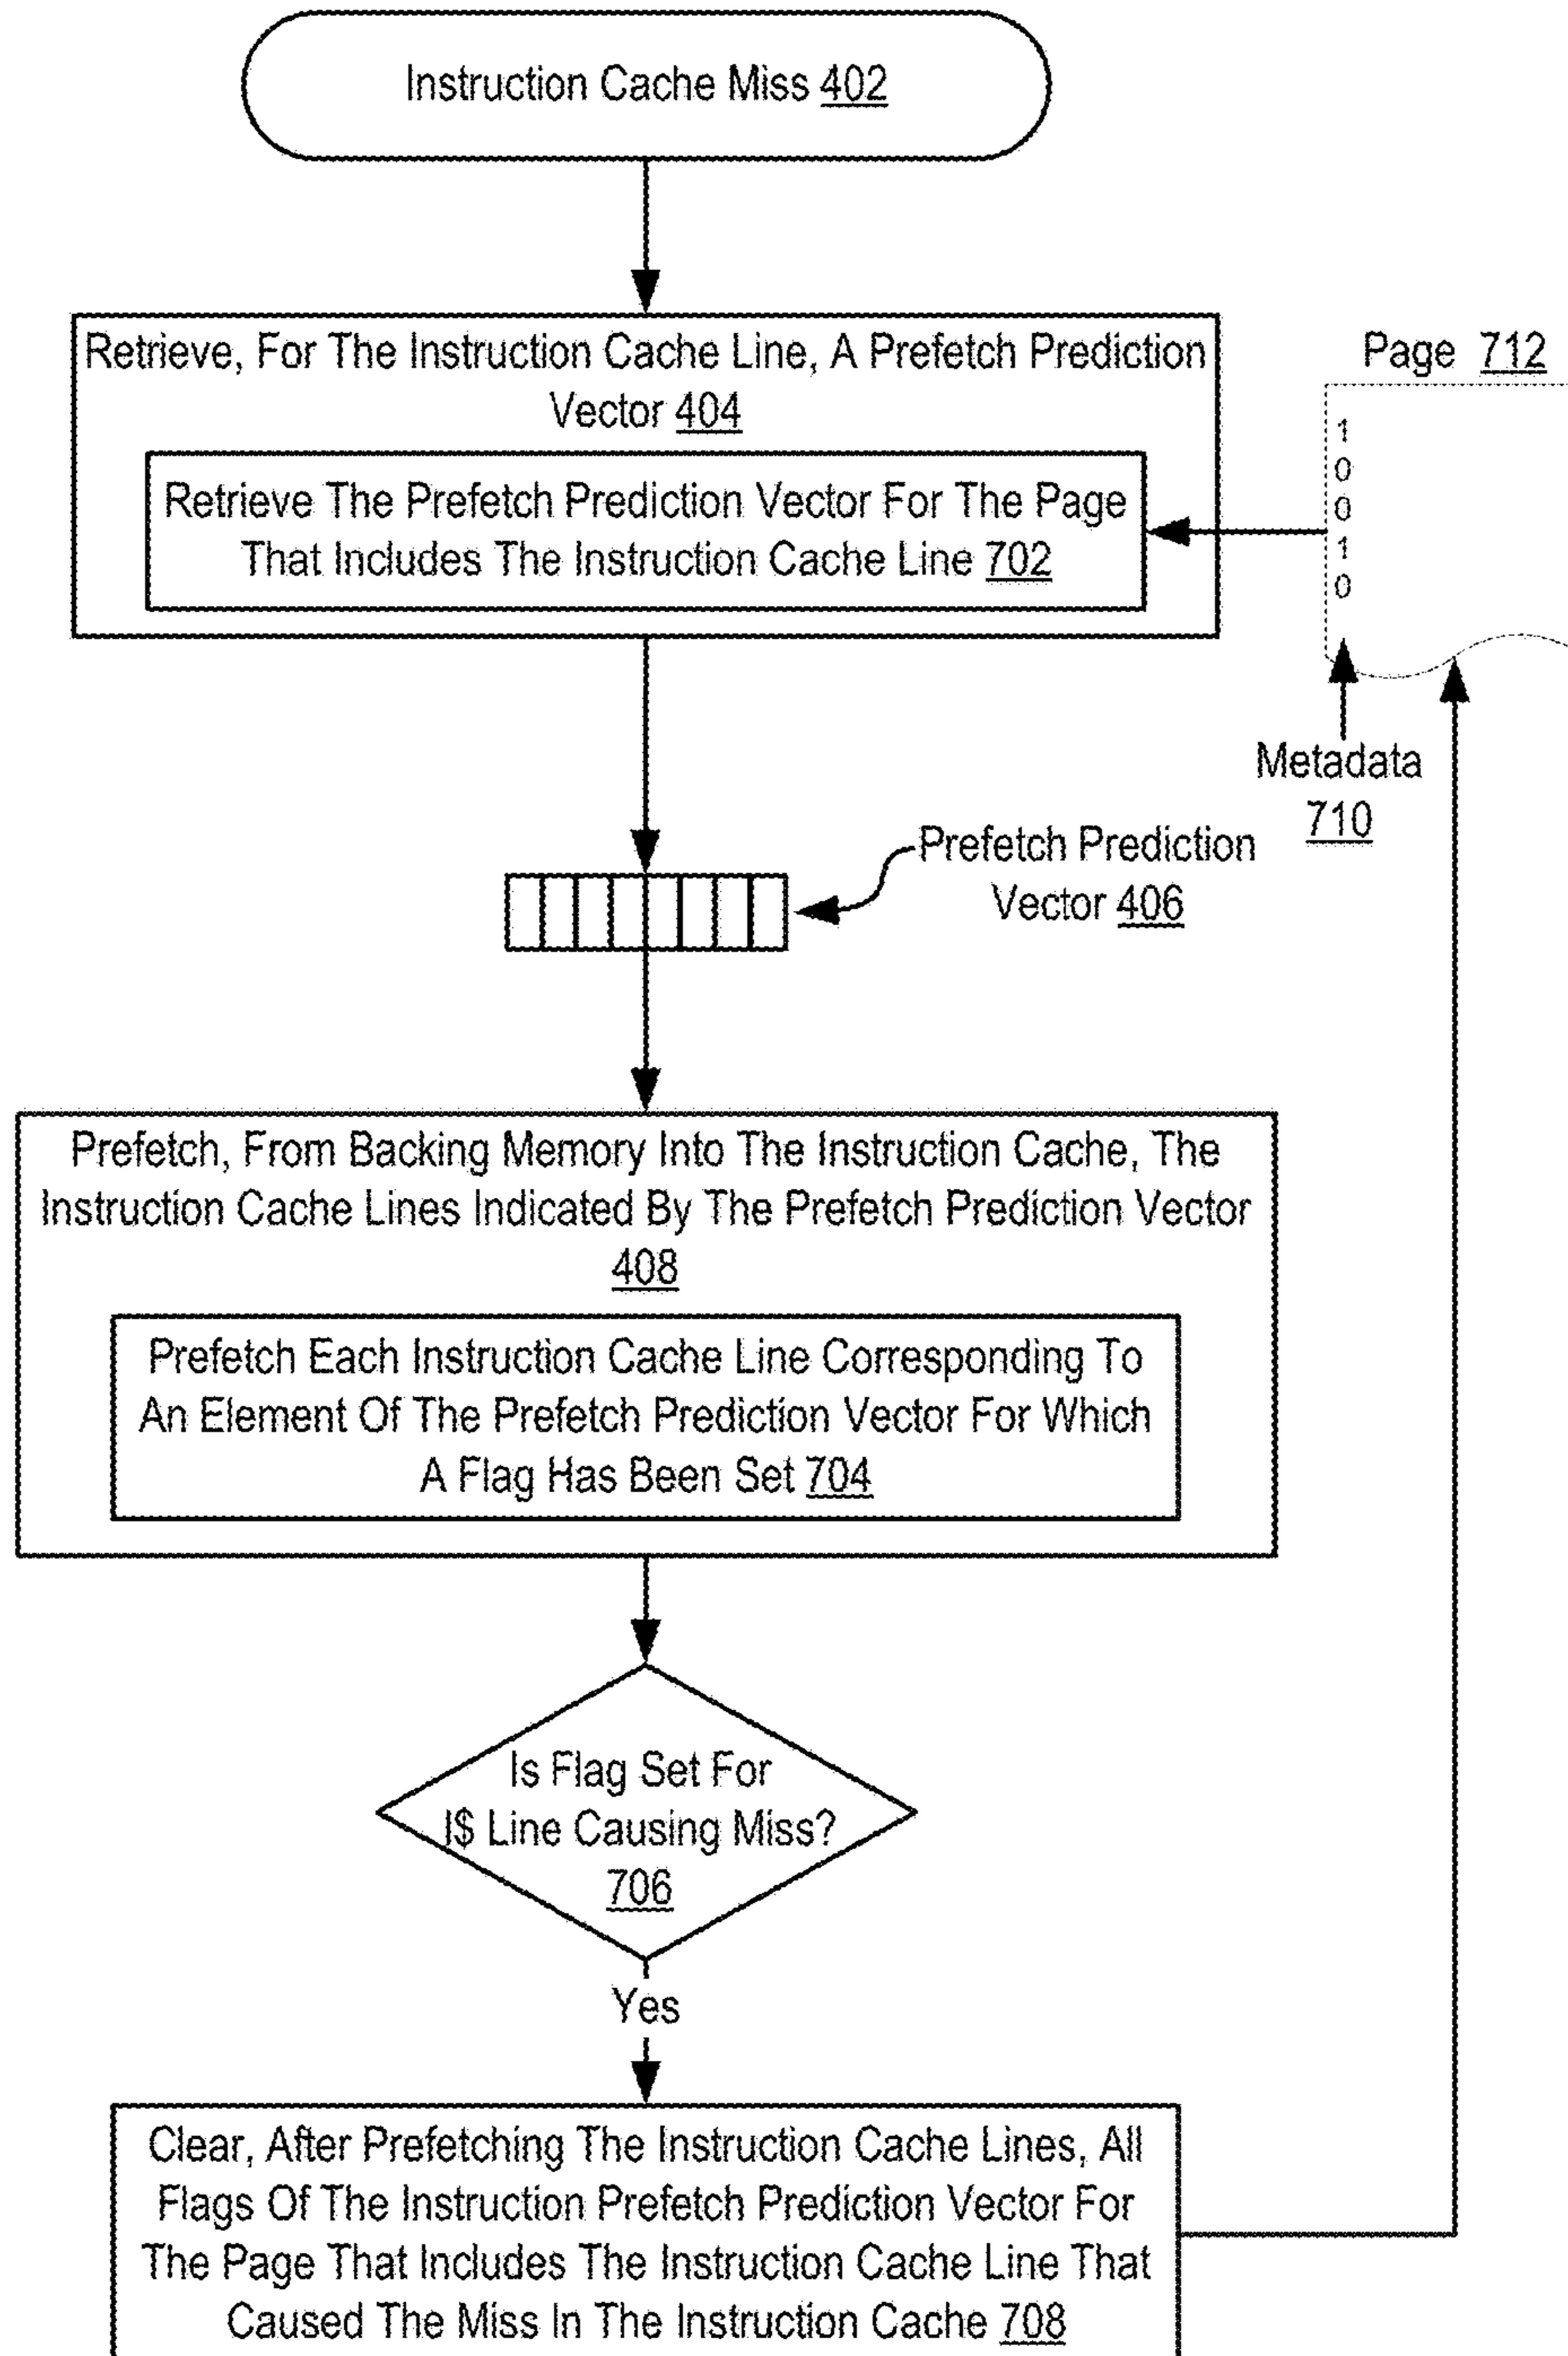 Instruction Cache Miss 402
Retrieve, For The Instruction Cache Line, A Prefetch Prediction
Vector 404
Retrieve The Prefetch Prediction Vector For The Page
That Includes The Instruction Cache Line 702
Page 712
1
0
0
1
0
Metadata
710
Prefetch Prediction
Vector 406
Prefetch, From Backing Memory Into The Instruction Cache, The
Instruction Cache Lines Indicated By The Prefetch Prediction Vector
408
Prefetch Each Instruction Cache Line Corresponding To
An Element Of The Prefetch Prediction Vector For Which
A Flag Has Been Set 704
Is Flag Set For
I$ Line Causing Miss?
706
Yes
Clear, After Prefetching The Instruction Cache Lines, All
Flags Of The Instruction Prefetch Prediction Vector For
The Page That Includes The Instruction Cache Line That
Caused The Miss In The Instruction Cache 708